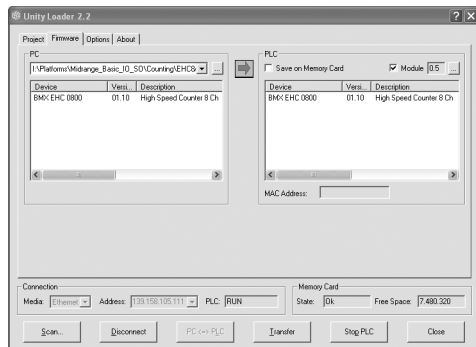 Unity Loader 2.2
Project Firmware Options About
PC
I:\Platforms\Midrange_Basic_IO_SO\Counting\EHC& ...
Device Versi... Description
BMX EHC 0800 01.10 High Speed Counter 8 Ch
PLC
Save on Memory Card Module 0.5 ...
Device Versi... Description
BMX EHC 0800 01.10 High Speed Counter 8 Ch
MAC Address:
Connection
Media: Ethernet Address: 139.158.105.111 PLC: RUN
Memory Card
State: Ok Free Space: 7.480.320
Scan... Disconnect PC <=> PLC Transfer Stop PLC Close